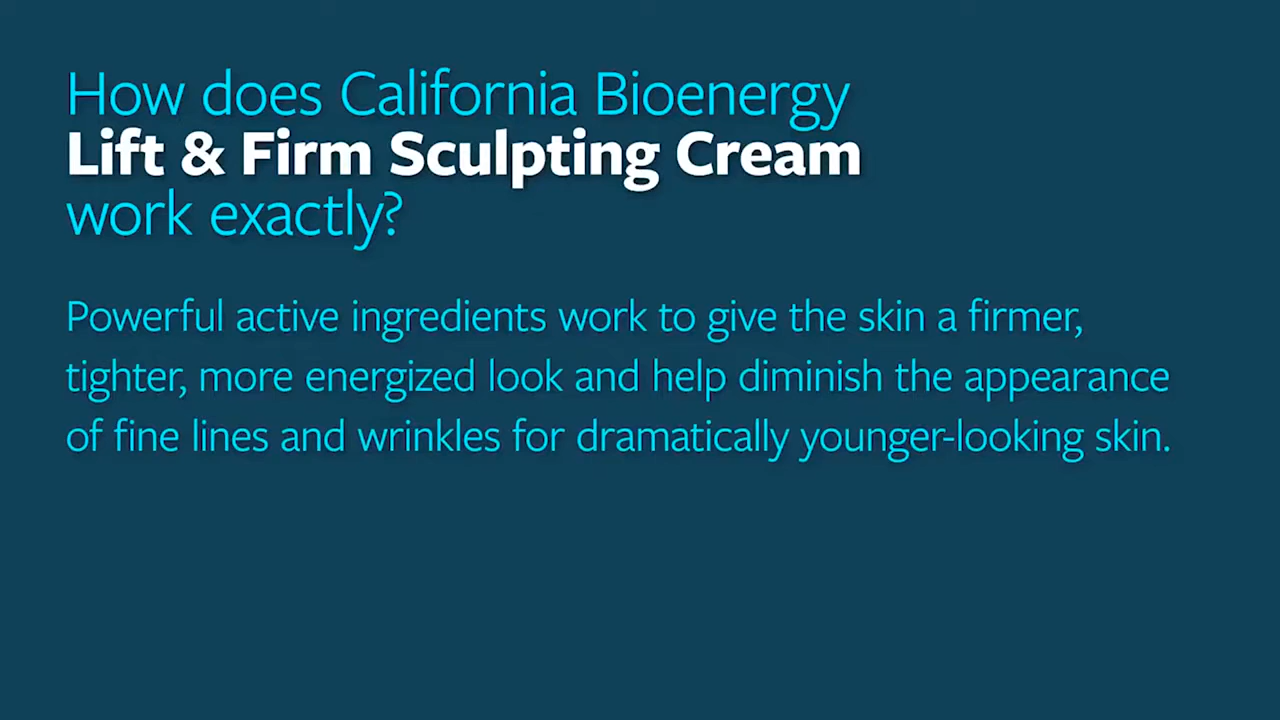 How does California Bioenergy
Lift & Firm Sculpting Cream
work exactly?
Powerful active ingredients work to give the skin a firmer,
tighter, more energized look and help diminish the appearance
of fine lines and wrinkles for dramatically younger-looking skin.